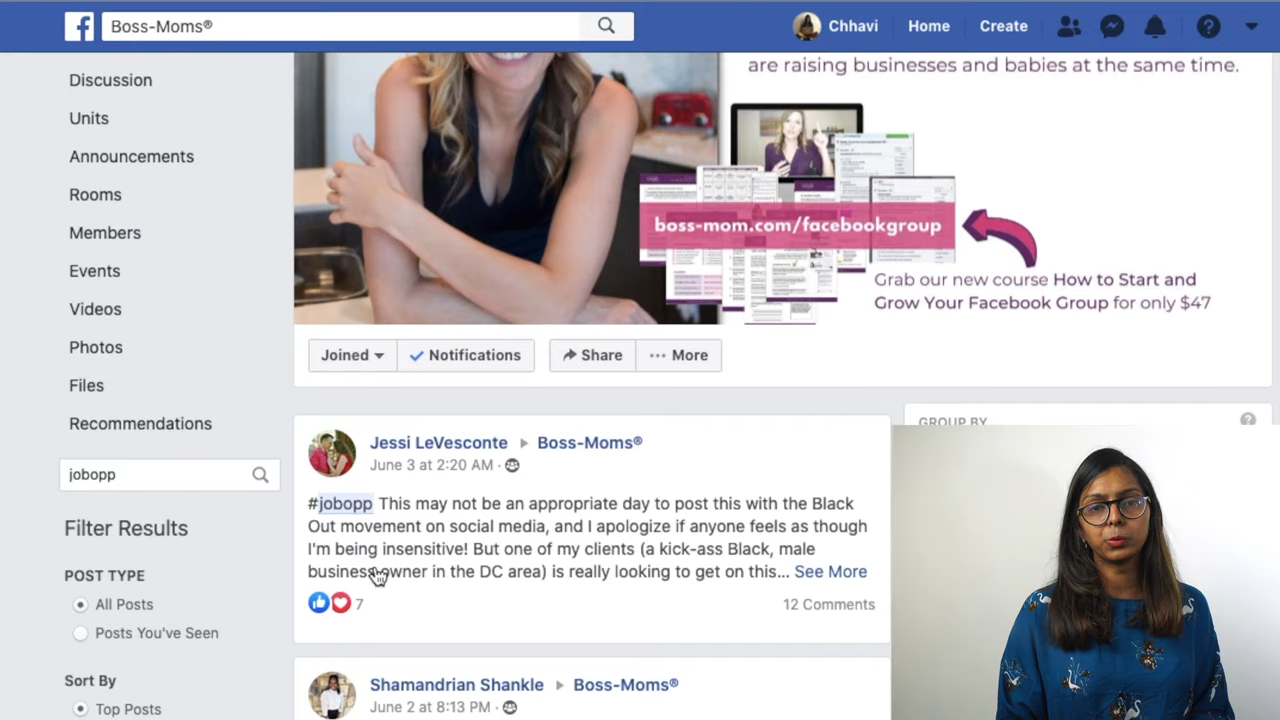 Boss-Moms®
Chhavi
Home
Create
Discussion
Units
Announcements
Rooms
Members
Events
Videos
Photos
Files
Recommendations
jobopp
Filter Results
POST TYPE
All Posts
Posts You've Seen
Sort By
Top Posts
are raising businesses and babies at the same time.
boss-mom.com/facebookgroup
Grab our new course How to Start and
Grow Your Facebook Group for only $47
Joined
Notifications
Share
More
GROUP BY
Jessi LeVesconte ▸ Boss-Moms®
June 3 at 2:20 AM ·
#jobopp This may not be an appropriate day to post this with the Black
Out movement on social media, and I apologize if anyone feels as though
I'm being insensitive! But one of my clients (a kick-ass Black, male
business owner in the DC area) is really looking to get on this... See More
7
12 Comments
Shamandrian Shankle ▸ Boss-Moms®
June 2 at 8:13 PM ·